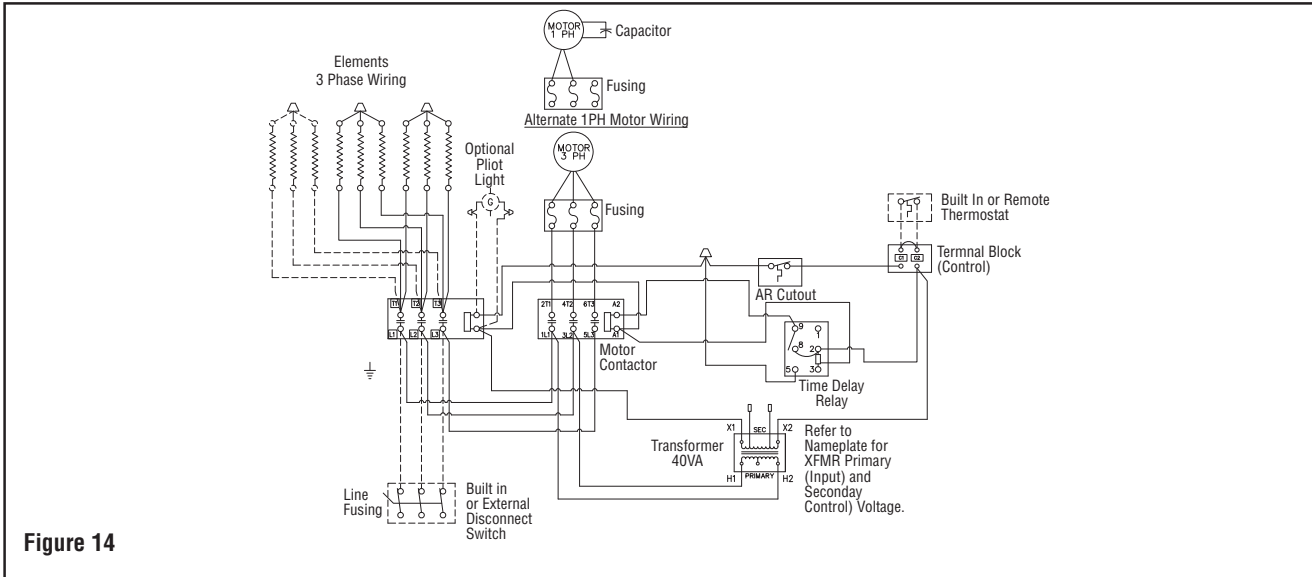 MOTOR
1 PH
Capacitor
Elements
3 Phase Wiring
Fusing
Alternate 1PH Motor Wiring
Optional
Pliot
Light
G
MOTOR
3 PH
Fusing
Built In or Remote
Thermostat
C1 C2
Termnal Block
(Control)
AR Cutout
T1 T2 T3
2T1 4T2 6T3 A2
L1 L2 L3
1L1 3L2 5L3 A1
Motor
Contactor
9 1
8 2
5 3
Time Delay
Relay
X1 SEC X2
Transformer
40VA
H1 PRIMARY H2
Refer to
Nameplate for
XFMR Primary
(Input) and
Seconday
Control) Voltage.
Line
Fusing
Built in
or External
Disconnect
Switch
Figure 14